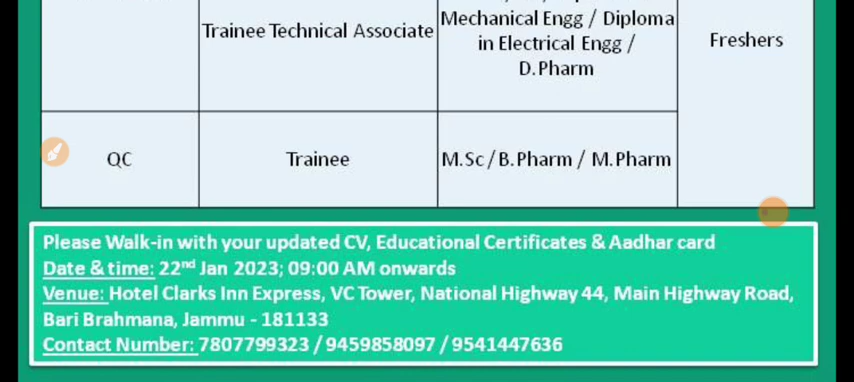 Trainee Technical Associate
Mechanical Engg / Diploma
in Electrical Engg /
D.Pharm
Freshers
QC
Trainee
M.Sc / B.Pharm / M.Pharm
Please Walk-in with your updated CV, Educational Certificates & Aadhar card
Date & time: 22nd Jan 2023; 09:00 AM onwards
Venue: Hotel Clarks Inn Express, VC Tower, National Highway 44, Main Highway Road,
Bari Brahmana, Jammu - 181133
Contact Number: 7807799323 / 9459858097 / 9541447636